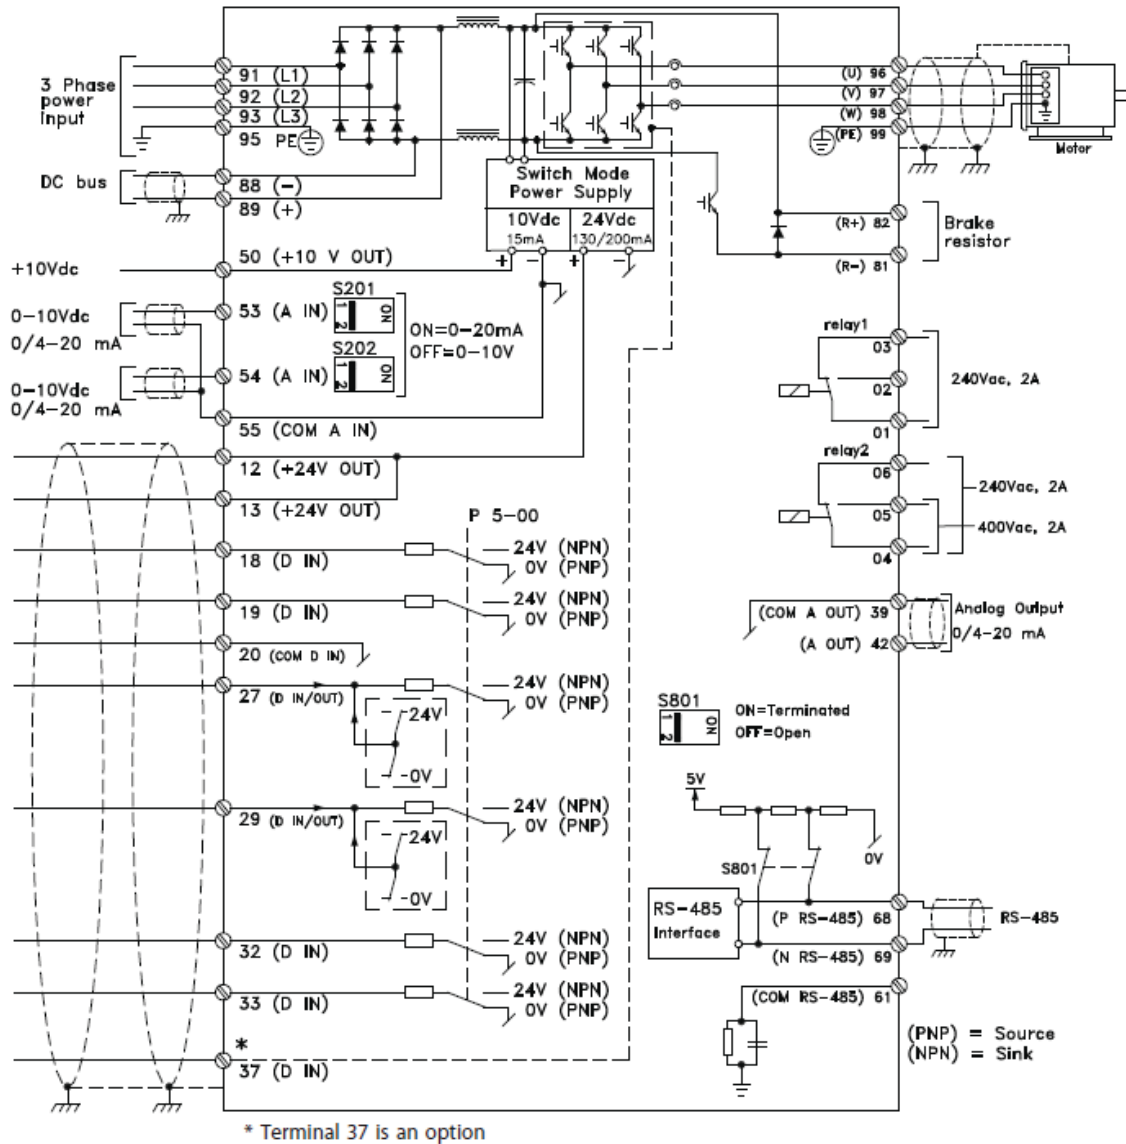 3 Phase
power
input
91 (L1)
92 (L2)
93 (L3)
95 PE
DC bus
88 (-)
89 (+)
+10Vdc
50 (+10 V OUT)
0-10Vdc
0/4-20 mA
53 (A IN)
S201
1 2
ON
ON=0-20mA
OFF=0-10V
0-10Vdc
0/4-20 mA
54 (A IN)
S202
1 2
ON
55 (COM A IN)
12 (+24V OUT)
13 (+24V OUT)
P 5-00
18 (D IN)
24V (NPN)
0V (PNP)
19 (D IN)
24V (NPN)
0V (PNP)
20 (COM D IN)
27 (D IN/OUT)
24V (NPN)
0V (PNP)
24V
0V
29 (D IN/OUT)
24V (NPN)
0V (PNP)
24V
0V
32 (D IN)
24V (NPN)
0V (PNP)
33 (D IN)
24V (NPN)
0V (PNP)
*
37 (D IN)
Switch Mode
Power Supply
10Vdc
15mA
24Vdc
130/200mA
+ - + -
(U) 96
(V) 97
(W) 98
(PE) 99
Motor
(R+) 82
(R-) 81
Brake
resistor
relay1
03
02
01
240Vac, 2A
relay2
06
05
04
240Vac, 2A
400Vac, 2A
(COM A OUT) 39
(A OUT) 42
Analog Output
0/4-20 mA
S801
1 2
ON
ON=Terminated
OFF=Open
5V
S801
0V
RS-485
Interface
(P RS-485) 68
(N RS-485) 69
(COM RS-485) 61
RS-485
(PNP) = Source
(NPN) = Sink
* Terminal 37 is an option